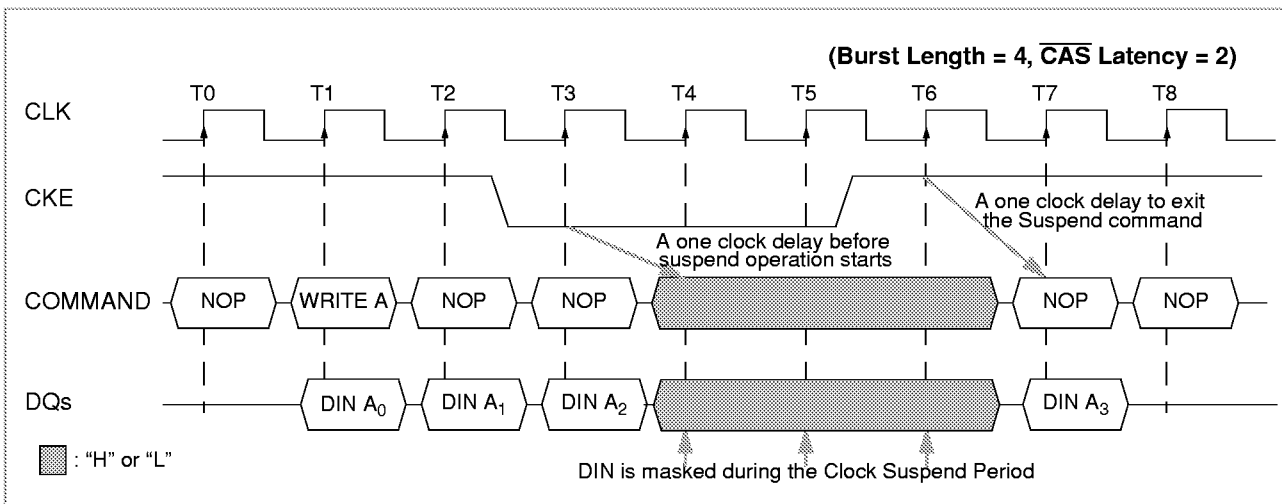 (Burst Length = 4, CAS Latency = 2)
T0 T1 T2 T3 T4 T5 T6 T7 T8
CLK
CKE
A one clock delay to exit
the Suspend command
A one clock delay before
suspend operation starts
COMMAND NOP WRITE A NOP NOP NOP NOP
DQs DIN A0 DIN A1 DIN A2 DIN A3
: “H” or “L”
DIN is masked during the Clock Suspend Period